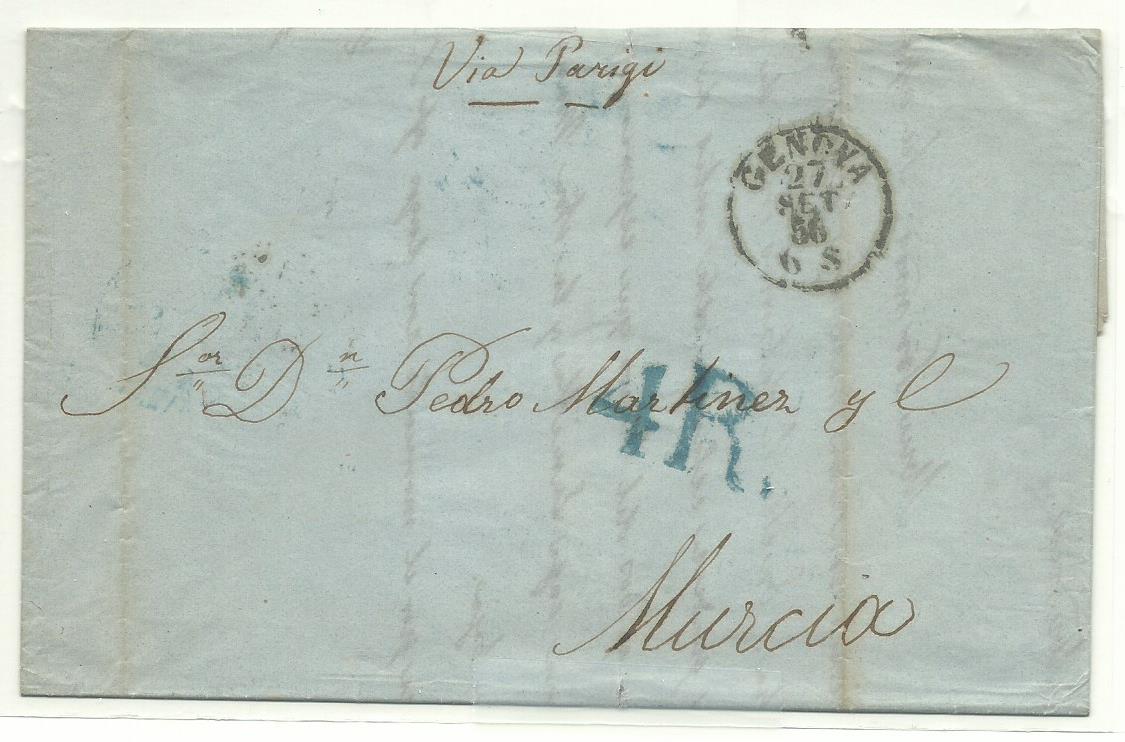 Via Parigi
GENOVA
27
SET
56
6 S
Sor Dn Pedro Martinez y C
4R.
Murcia